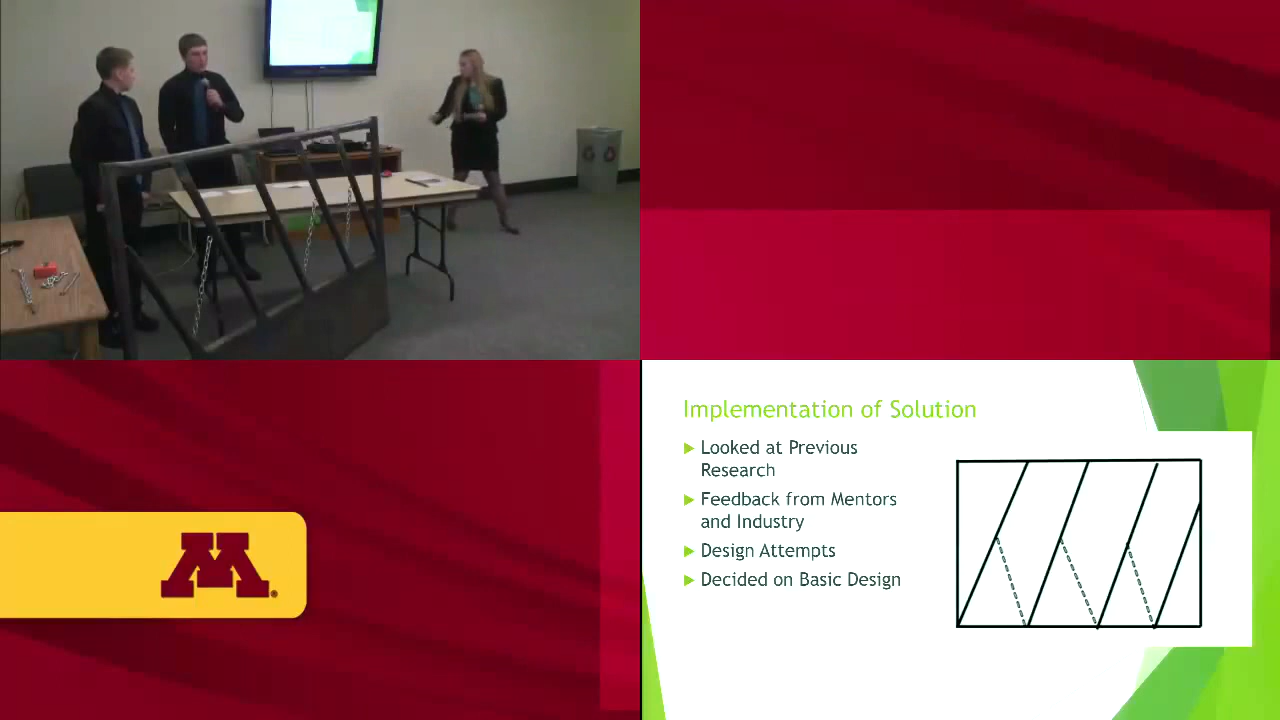 Implementation of Solution
Looked at Previous
Research
Feedback from Mentors
and Industry
Design Attempts
Decided on Basic Design
M